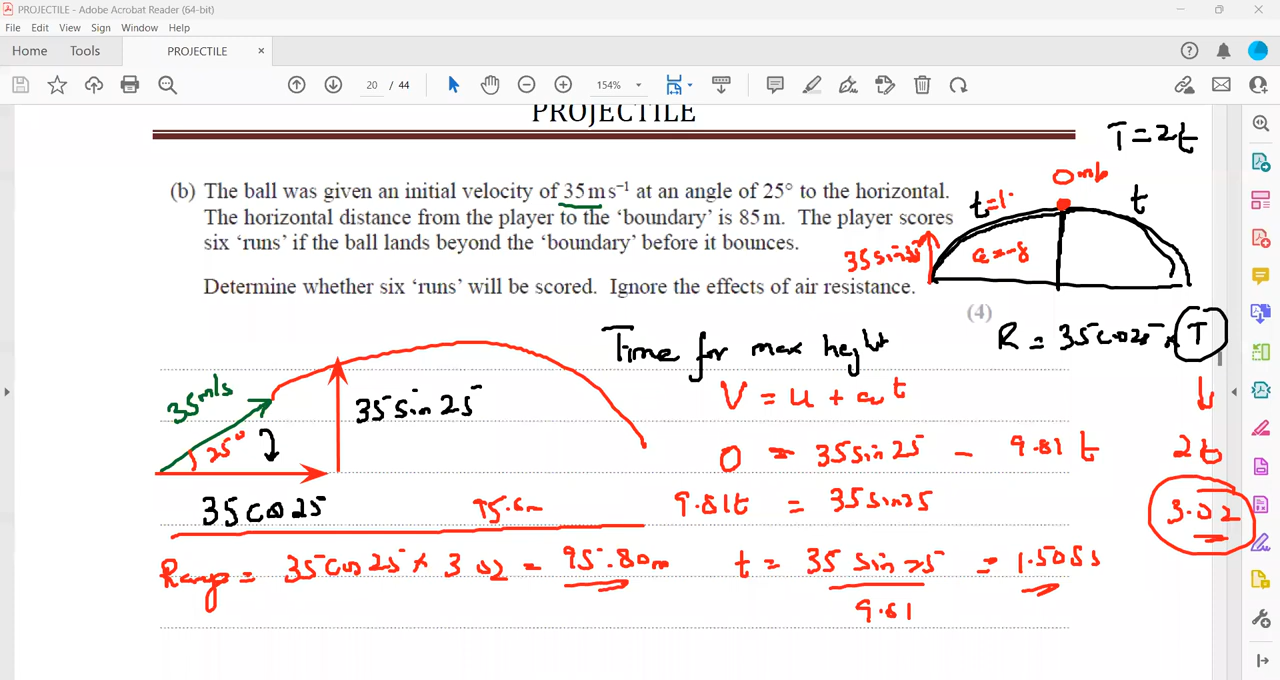 PROJECTILE - Adobe Acrobat Reader (64-bit)
File Edit View Sign Window Help
Home Tools PROJECTILE ×
20 / 44 154%
PROJECTILE
T = 2t
(b) The ball was given an initial velocity of 35 m s⁻¹ at an angle of 25° to the horizontal.
The horizontal distance from the player to the ‘boundary’ is 85 m. The player scores
six ‘runs’ if the ball lands beyond the ‘boundary’ before it bounces.
Determine whether six ‘runs’ will be scored. Ignore the effects of air resistance.
(4)
0 m/s
t=1· t
35 sin 25
a = -g
R = 35 cos 25 × T
2t
3.02
35 m/s
25°
35 sin 25
35 cos 25
95.8m
Time for max height
V = u + a t
0 = 35 sin 25 - 9.81 t
9.81t = 35 sin 25
t = 35 sin 25 = 1.505 s
9.81
Range = 35 cos 25 × 3.02 = 95.80m